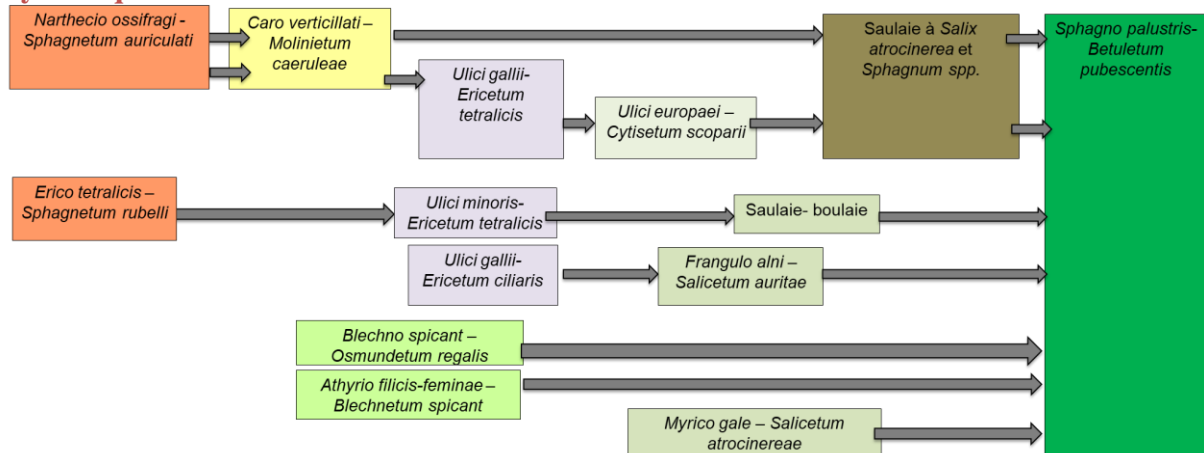 Narthecio ossifragi -
Sphagnetum auriculati
Caro verticillati –
Molinietum
caeruleae
Saulaie à Salix
atrocinerea et
Sphagnum spp.
Sphagno palustris-
Betuletum
pubescentis
Ulici gallii-
Ericetum
tetralicis
Ulici europaei –
Cytisetum scoparii
Erico tetralicis –
Sphagnetum rubelli
Ulici minoris-
Ericetum tetralicis
Saulaie- boulaie
Ulici gallii-
Ericetum ciliaris
Frangulo alni –
Salicetum auritae
Blechno spicant –
Osmundetum regalis
Athyrio filicis-feminae –
Blechnetum spicant
Myrico gale – Salicetum
atrocinereae